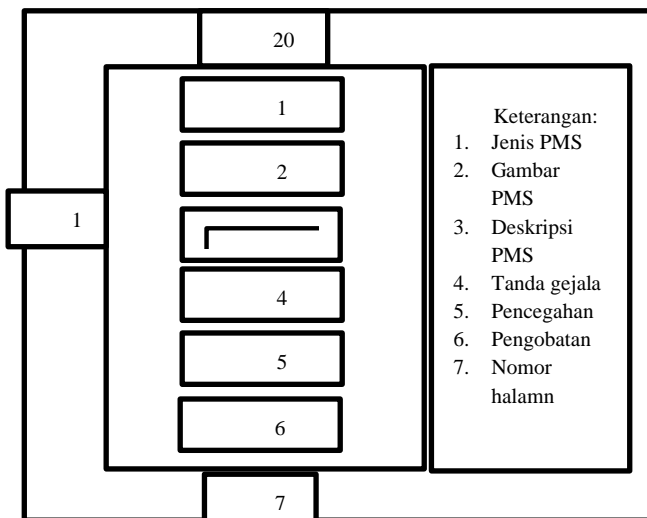 20
1
2
1
4
5
6
7
Keterangan:
1. Jenis PMS
2. Gambar
PMS
3. Deskripsi
PMS
4. Tanda gejala
5. Pencegahan
6. Pengobatan
7. Nomor
halamn